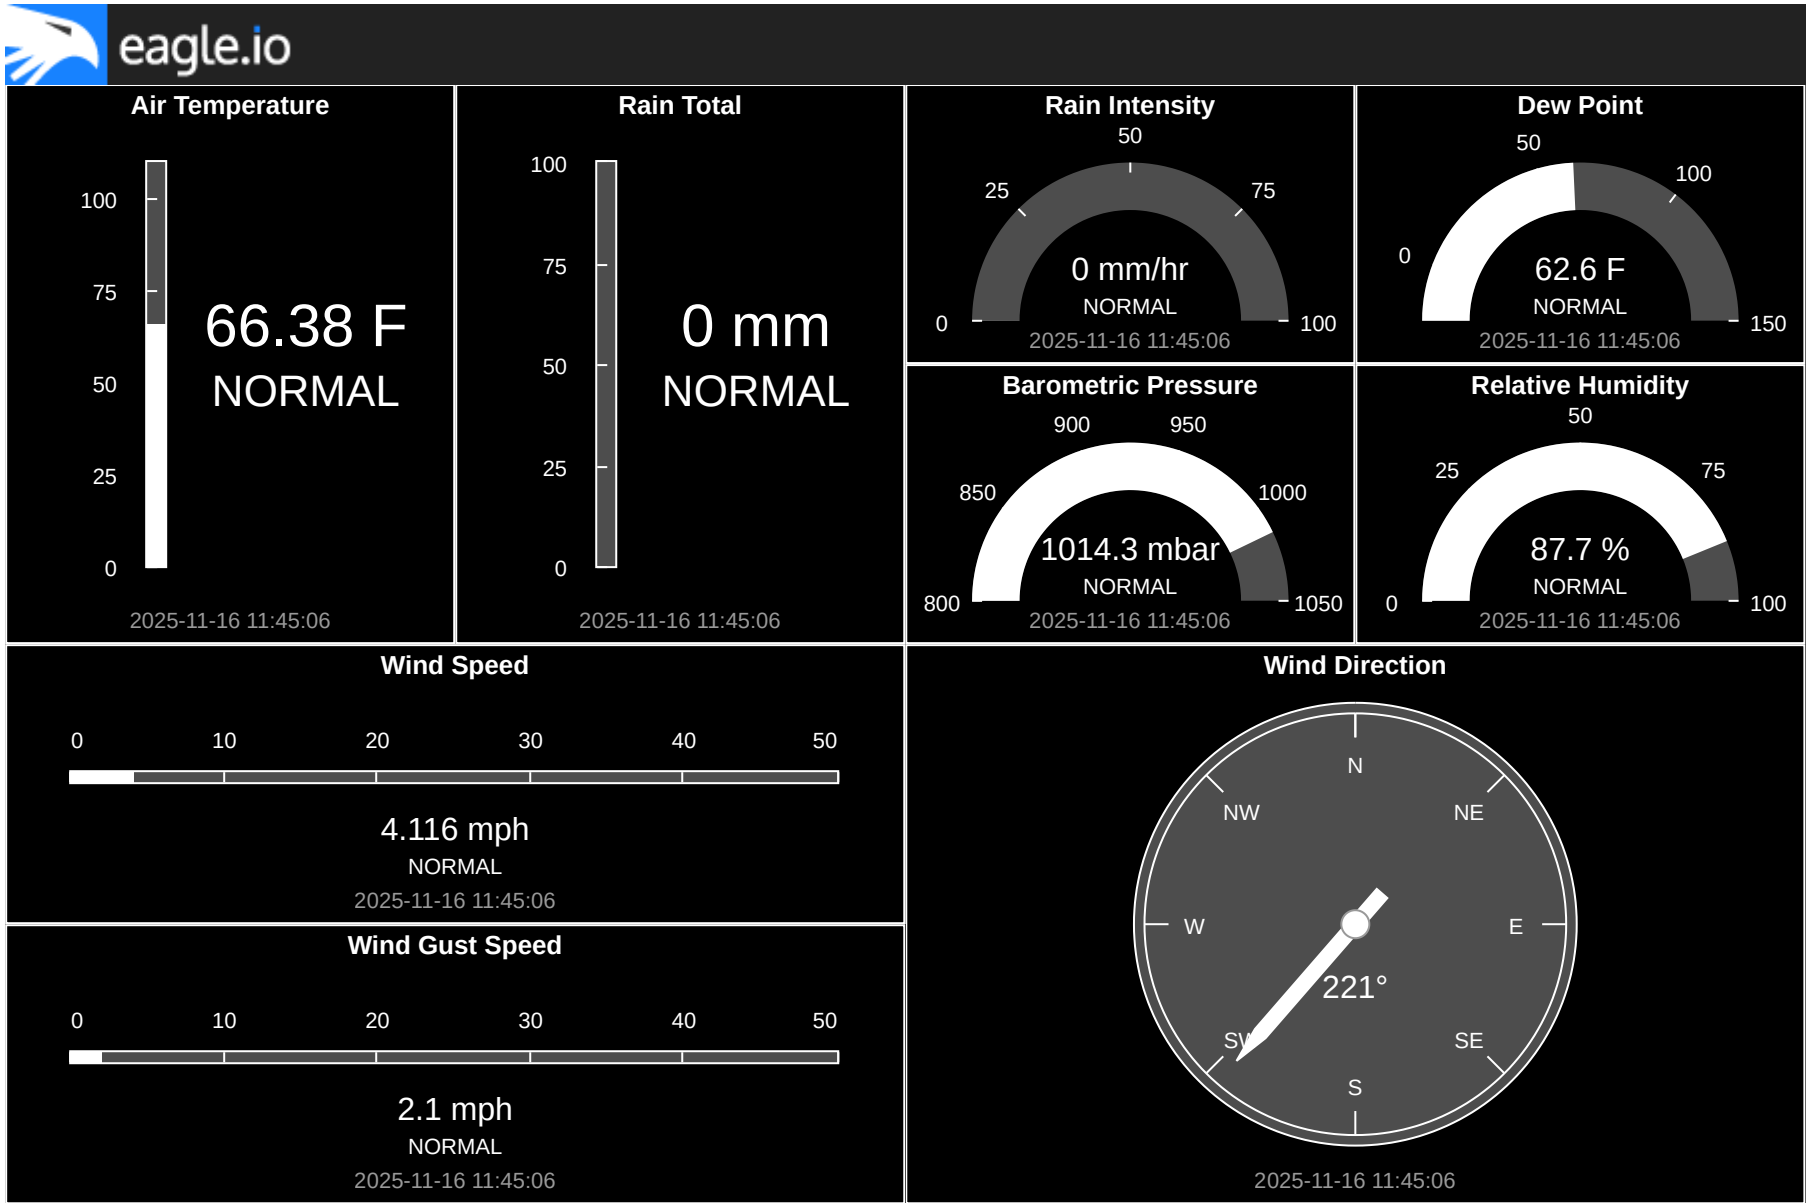 eagle.io
Air Temperature
100
75
50
25
0
66.38 F
NORMAL
2025-11-16 11:45:06
Rain Total
100
75
50
25
0
0 mm
NORMAL
2025-11-16 11:45:06
Rain Intensity
0
25
50
75
100
0 mm/hr
NORMAL
2025-11-16 11:45:06
Dew Point
0
50
100
150
62.6 F
NORMAL
2025-11-16 11:45:06
Barometric Pressure
800
850
900
950
1000
1050
1014.3 mbar
NORMAL
2025-11-16 11:45:06
Relative Humidity
0
25
50
75
100
87.7 %
NORMAL
2025-11-16 11:45:06
Wind Speed
0 10 20 30 40 50
4.116 mph
NORMAL
2025-11-16 11:45:06
Wind Gust Speed
0 10 20 30 40 50
2.1 mph
NORMAL
2025-11-16 11:45:06
Wind Direction
N
NW NE
W E
221°
SW SE
S
2025-11-16 11:45:06